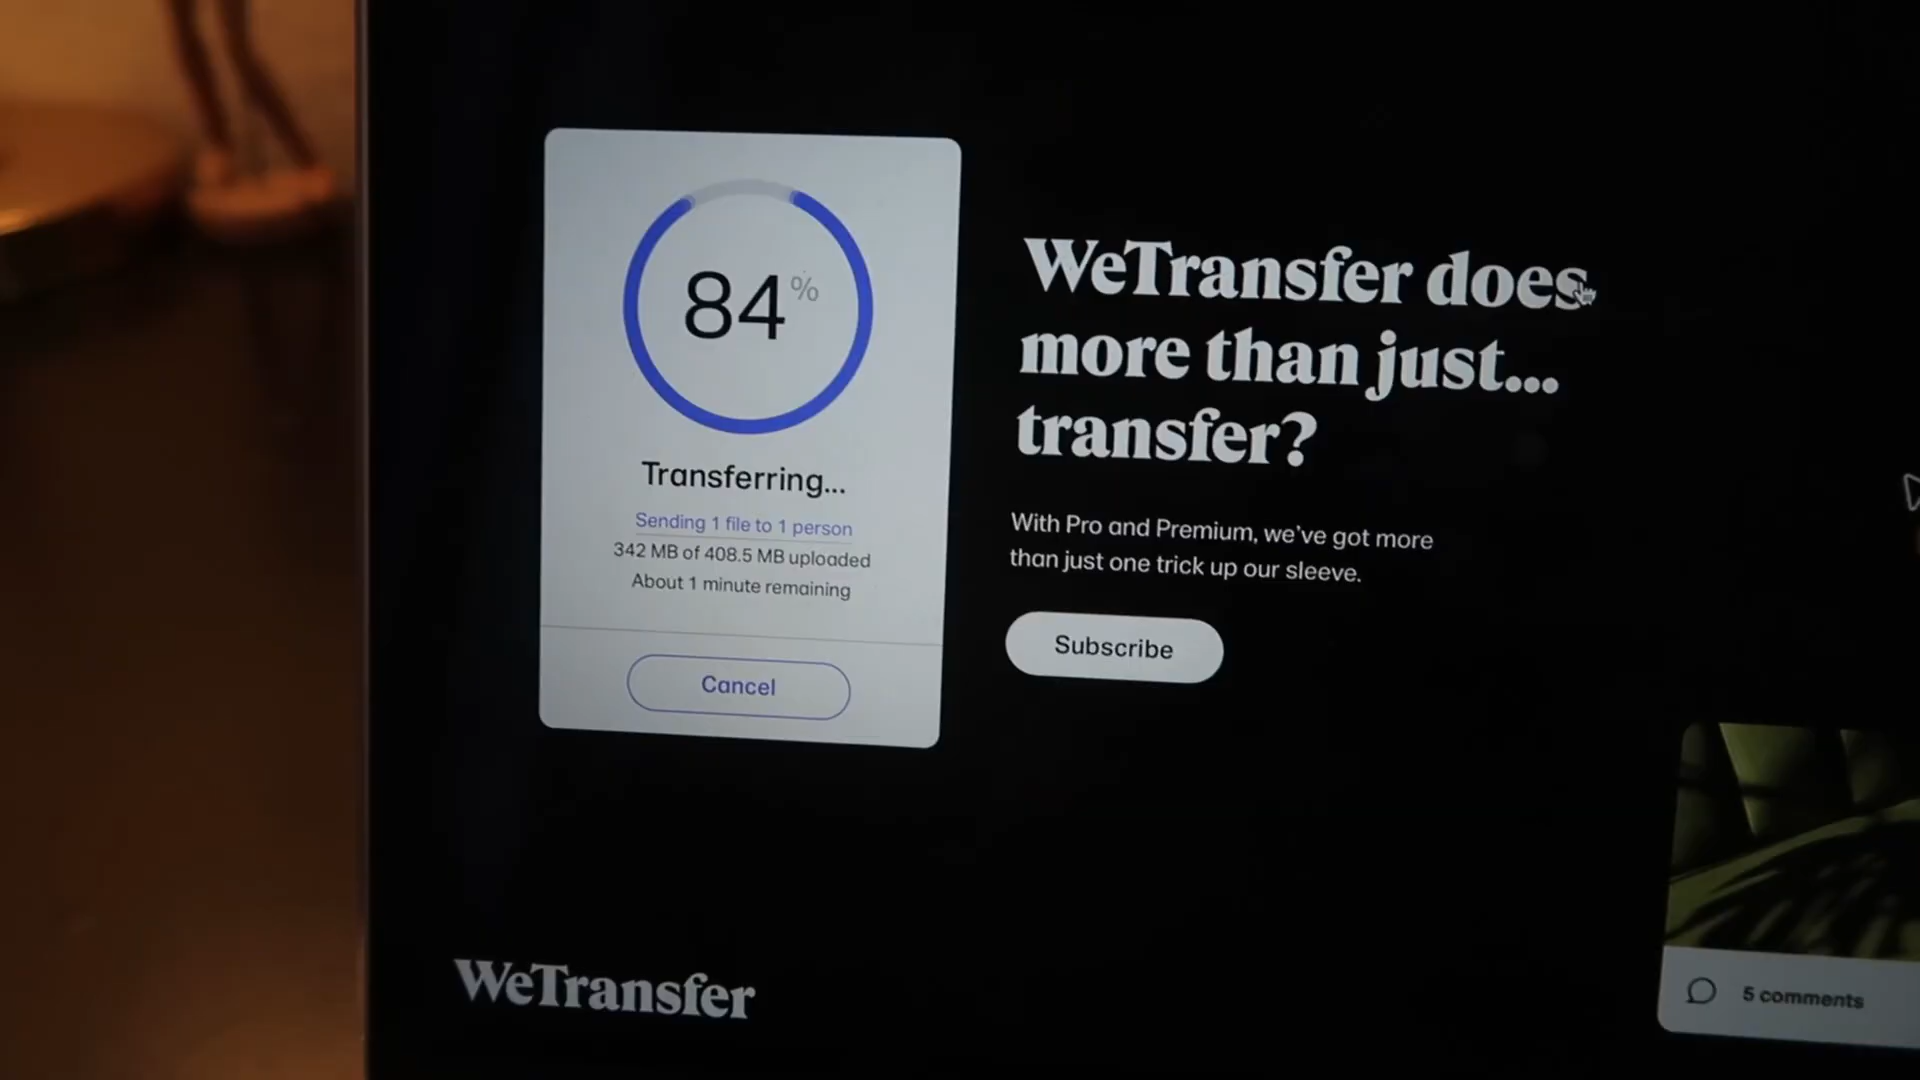 84%
Transferring...
Sending 1 file to 1 person
342 MB of 408.5 MB uploaded
About 1 minute remaining
Cancel
WeTransfer does
more than just...
transfer?
With Pro and Premium, we've got more
than just one trick up our sleeve.
Subscribe
WeTransfer
5 comments